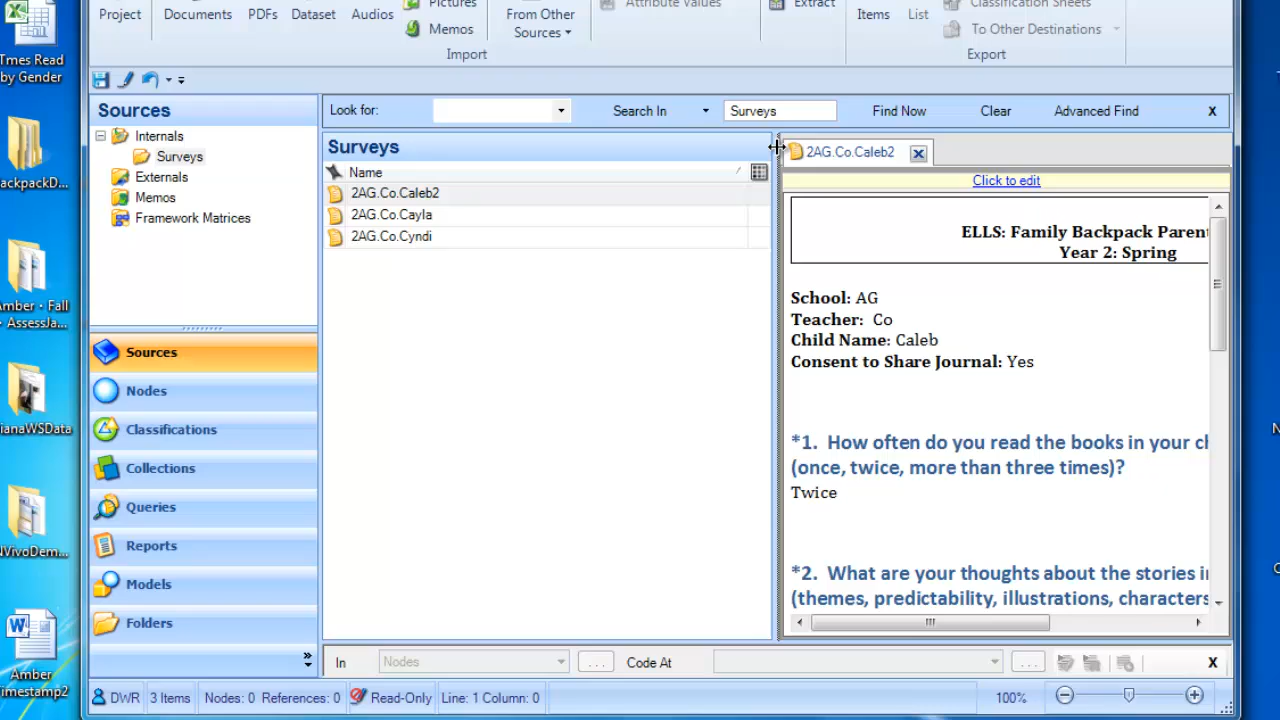 Project
Documents
PDFs
Dataset
Audios
Pictures
Memos
From Other
Sources
Import
Attribute Values
Extract
Items
List
Classification Sheets
To Other Destinations
Export
Tmes Read
by Gender
ackpackD...
Amber - Fall
AssessJa...
ianaWSData
NVivoDem...
Amber
Timestamp2
Sources
Internals
Surveys
Externals
Memos
Framework Matrices
Sources
Nodes
Classifications
Collections
Queries
Reports
Models
Folders
Look for:
Search In
Surveys
Find Now
Clear
Advanced Find
X
Surveys
Name
2AG.Co.Caleb2
2AG.Co.Cayla
2AG.Co.Cyndi
2AG.Co.Caleb2
Click to edit
ELLS: Family Backpack Parent
Year 2: Spring
School: AG
Teacher: Co
Child Name: Caleb
Consent to Share Journal: Yes
*1. How often do you read the books in your ch
(once, twice, more than three times)?
Twice
*2. What are your thoughts about the stories i
(themes, predictability, illustrations, characters
In
Nodes
...
Code At
...
X
DWR
3 Items
Nodes: 0 References: 0
Read-Only
Line: 1 Column: 0
100%